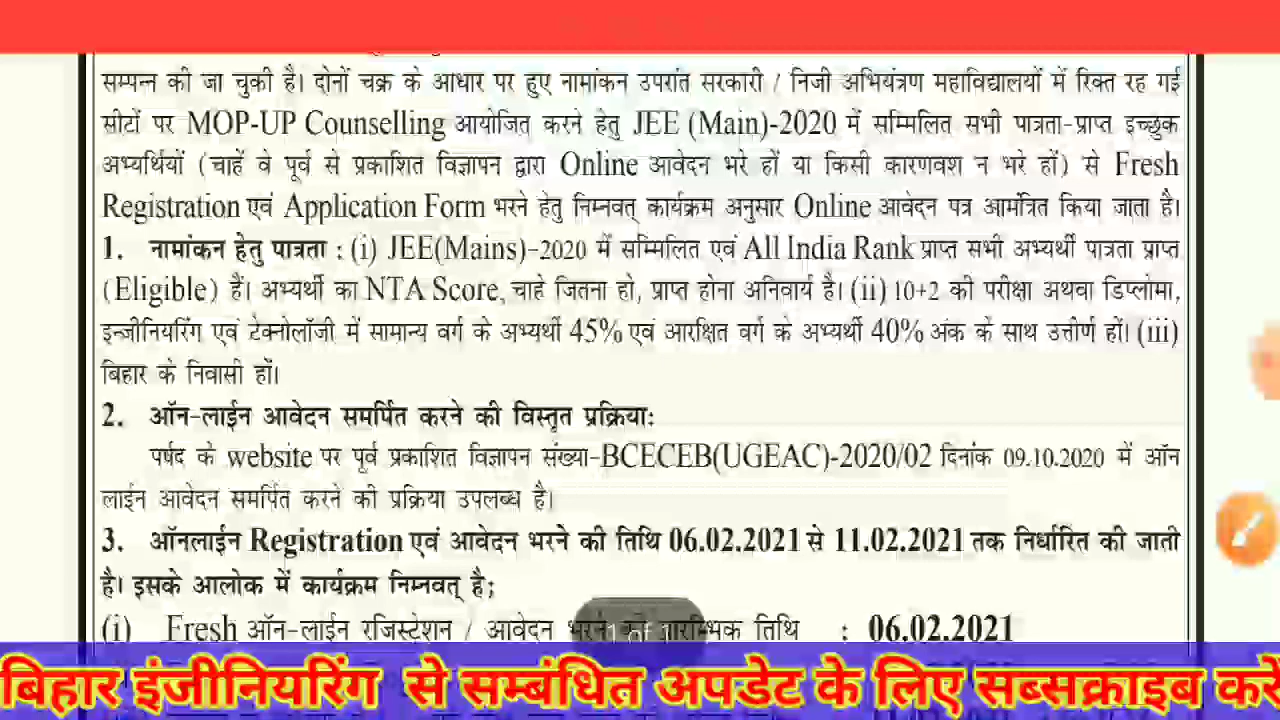 सम्पन्न की जा चुकी है। दोनों चक्र के आधार पर हुए नामांकन उपरांत सरकारी / निजी अभियंत्रण महाविद्यालयों में रिक्त रह गई
सीटों पर MOP-UP Counselling आयोजित करने हेतु JEE (Main)-2020 में सम्मिलित सभी पात्रता-प्राप्त इच्छुक
अभ्यर्थियों (चाहें वे पूर्व से प्रकाशित विज्ञापन द्वारा Online आवेदन भरे हों या किसी कारणवश न भरे हों) से Fresh
Registration एवं Application Form भरने हेतु निम्नवत् कार्यक्रम अनुसार Online आवेदन पत्र आमंत्रित किया जाता है।
1. नामांकन हेतु पात्रता : (i) JEE(Mains)-2020 में सम्मिलित एवं All India Rank प्राप्त सभी अभ्यर्थी पात्रता प्राप्त
(Eligible) हैं। अभ्यर्थी का NTA Score, चाहे जितना हो, प्राप्त होना अनिवार्य है। (ii) 10+2 की परीक्षा अथवा डिप्लोमा,
इन्जीनियरिंग एवं टेक्नोलॉजी में सामान्य वर्ग के अभ्यर्थी 45% एवं आरक्षित वर्ग के अभ्यर्थी 40% अंक के साथ उत्तीर्ण हों। (iii)
बिहार के निवासी हों।
2. ऑन-लाईन आवेदन समर्पित करने की विस्तृत प्रक्रियाः
पर्षद के website पर पूर्व प्रकाशित विज्ञापन संख्या-BCECEB(UGEAC)-2020/02 दिनांक 09.10.2020 में ऑन
लाईन आवेदन समर्पित करने की प्रक्रिया उपलब्ध है।
3. ऑनलाईन Registration एवं आवेदन भरने की तिथि 06.02.2021 से 11.02.2021 तक निर्धारित की जाती
है। इसके आलोक में कार्यक्रम निम्नवत् है;
(i) Fresh ऑन-लाईन रजिस्ट्रेशन / आवेदन भरने की प्रारम्भिक तिथि : 06.02.2021
1 of 1
बिहार इंजीनियरिंग से सम्बंधित अपडेट के लिए सब्सक्राइब करे